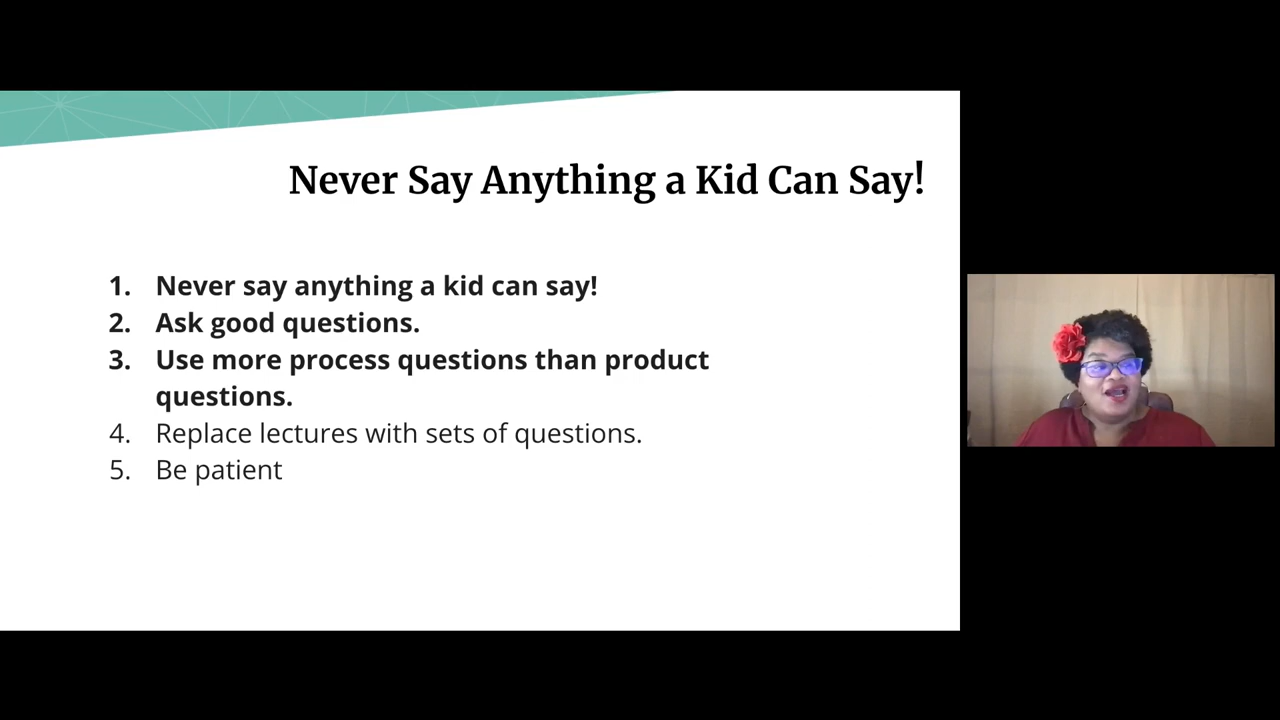 Never Say Anything a Kid Can Say!
1. Never say anything a kid can say!
2. Ask good questions.
3. Use more process questions than product
questions.
4. Replace lectures with sets of questions.
5. Be patient